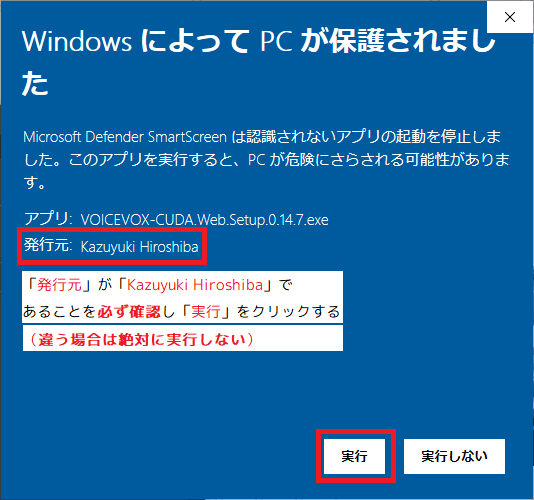 Windows によって PC が保護されまし
た
Microsoft Defender SmartScreen は認識されないアプリの起動を停止しま
した。このアプリを実行すると、PC が危険にさらされる可能性がありま
す。
アプリ: VOICEVOX-CUDA.Web.Setup.0.14.7.exe
発行元: Kazuyuki Hiroshiba
「発行元」が「Kazuyuki Hiroshiba」で
あることを必ず確認し「実行」をクリックする
（違う場合は絶対に実行しない）
実行 実行しない